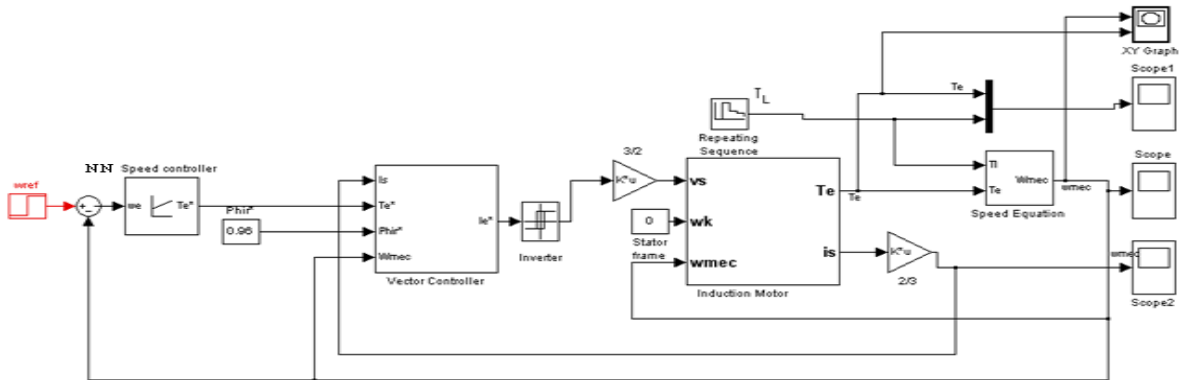 XY Graph
Scope1
Te
TL
Repeating
Sequence
3/2
NN Speed controller
wref
we
Te*
Phir*
0.96
Is
Te*
Phir*
Wmec
Ie*
Vector Controller
Inverter
K*u
vs
wk
wmec
Te
is
Induction Motor
0
Stator
frame
Te
Tl
Te
Wmec
wmec
Speed Equation
Scope
K*u
2/3
wmec
Scope2